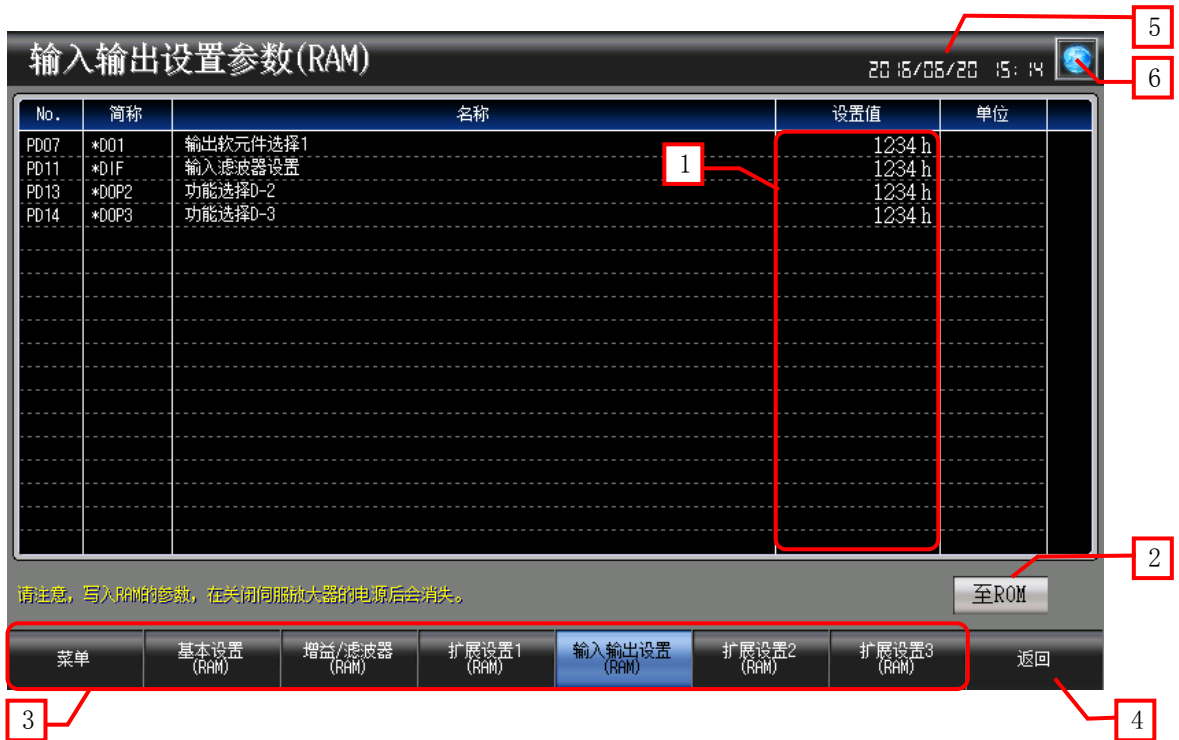 5
输入输出设置参数(RAM)
2016/06/20 15:14
6
No. 简称 名称 设置值 单位
PD07 *DO1 输出软元件选择1 1234 h
PD11 *DIF 输入滤波器设置 1234 h
PD13 *DOP2 功能选择D-2 1234 h
PD14 *DOP3 功能选择D-3 1234 h
1
2
请注意，写入RAM的参数，在关闭伺服放大器的电源后会消失。
至ROM
菜单 基本设置 增益/滤波器 扩展设置1 输入输出设置 扩展设置2 扩展设置3 返回
(RAM) (RAM) (RAM) (RAM) (RAM) (RAM)
3
4